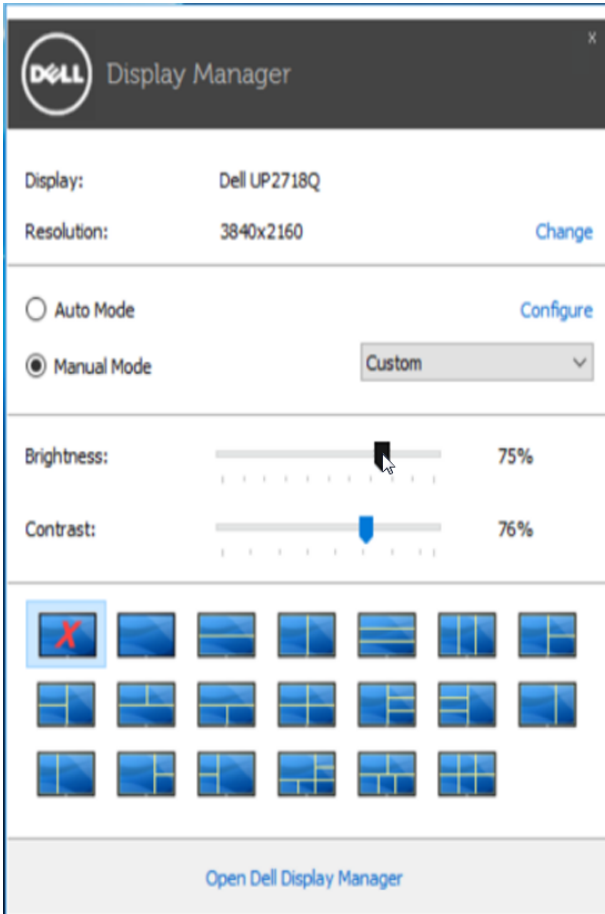 DELL Display Manager x
Display: Dell UP2718Q
Resolution: 3840x2160 Change
Auto Mode Configure
Manual Mode Custom
Brightness: 75%
Contrast: 76%
Open Dell Display Manager